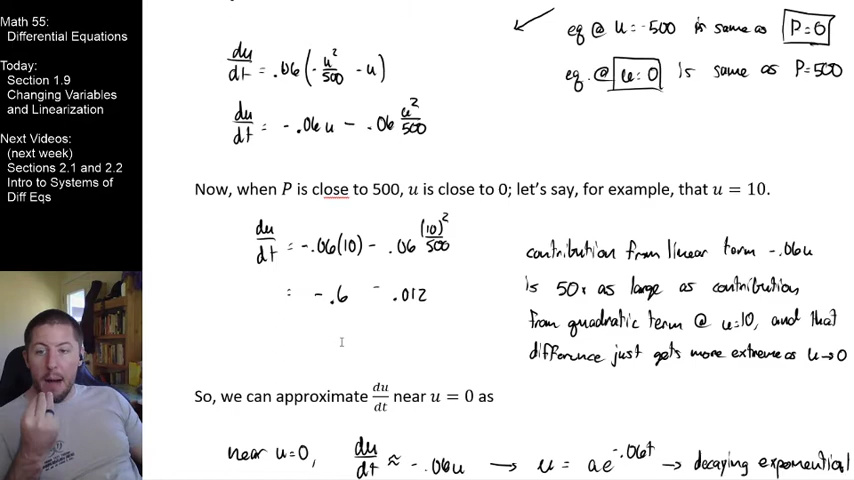 Math 55:
Differential Equations
Today:
Section 1.9
Changing Variables
and Linearization
Next Videos:
(next week)
Sections 2.1 and 2.2
Intro to Systems of
Diff Eqs
eq @ u=-500 is same as P=0
eq. @ u=0 is same as P=500
du/dt = .06(-u²/500 - u)
du/dt = -.06u - .06 u²/500
Now, when P is close to 500, u is close to 0; let's say, for example, that u = 10.
du/dt = -.06(10) - .06 (10)²/500
= -.6 - .012
contribution from linear term -.06u
is 50x as large as contribution
from quadratic term @ u=10, and that
difference just gets more extreme as u→0
So, we can approximate du/dt near u = 0 as
near u=0, du/dt ≈ -.06u → u = ae^-.06t → decaying exponential